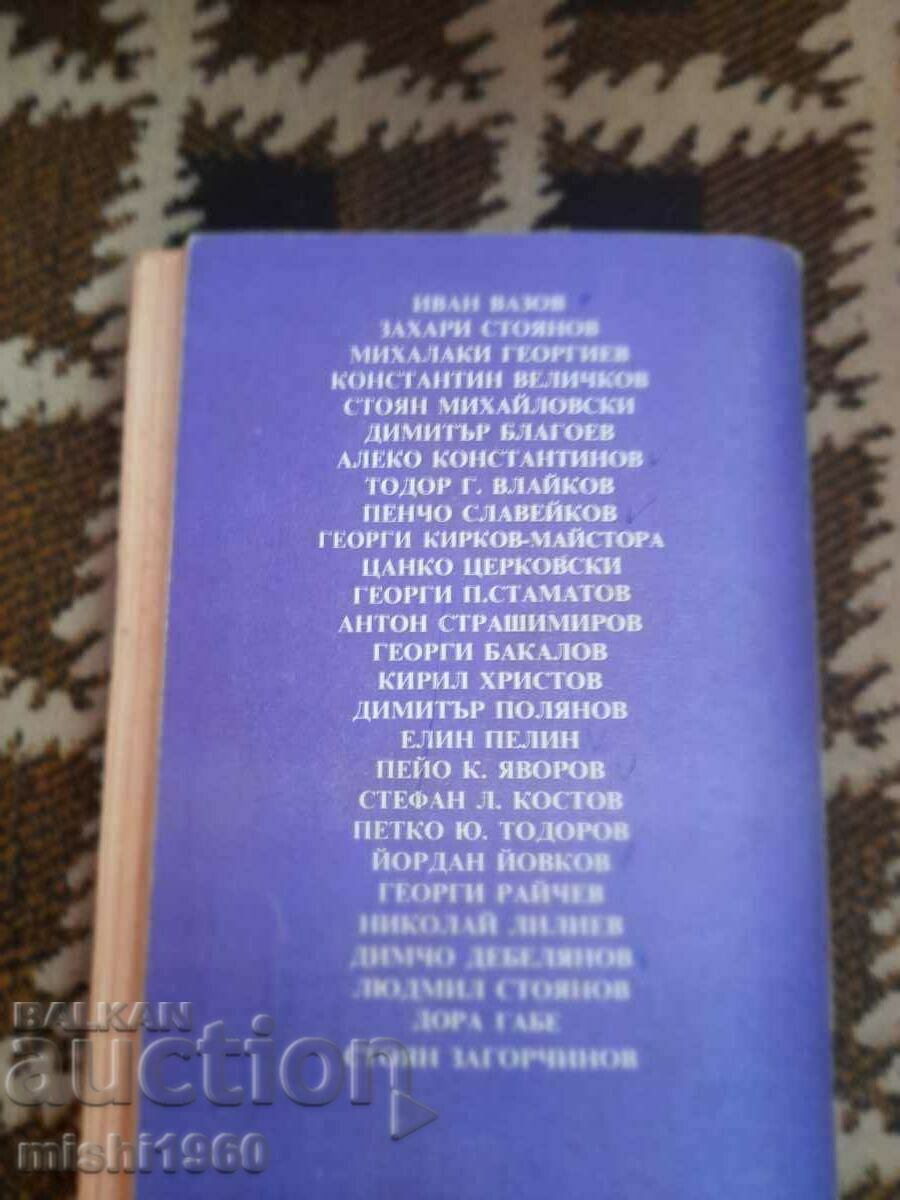 ИВАН ВАЗОВ
ЗАХАРИ СТОЯНОВ
МИХАЛАКИ ГЕОРГИЕВ
КОНСТАНТИН ВЕЛИЧКОВ
СТОЯН МИХАЙЛОВСКИ
ДИМИТЪР БЛАГОЕВ
АЛЕКО КОНСТАНТИНОВ
ТОДОР Г. ВЛАЙКОВ
ПЕНЧО СЛАВЕЙКОВ
ГЕОРГИ КИРКОВ-МАЙСТОРА
ЦАНКО ЦЕРКОВСКИ
ГЕОРГИ П.СТАМАТОВ
АНТОН СТРАШИМИРОВ
ГЕОРГИ БАКАЛОВ
КИРИЛ ХРИСТОВ
ДИМИТЪР ПОЛЯНОВ
ЕЛИН ПЕЛИН
ПЕЙО К. ЯВОРОВ
СТЕФАН Л. КОСТОВ
ПЕТКО Ю. ТОДОРОВ
ЙОРДАН ЙОВКОВ
ГЕОРГИ РАЙЧЕВ
НИКОЛАЙ ЛИЛИЕВ
ДИМЧО ДЕБЕЛЯНОВ
ЛЮДМИЛ СТОЯНОВ
ДОРА ГАБЕ
СТОЯН ЗАГОРЧИНОВ
BALKAN
auction
mishi1960